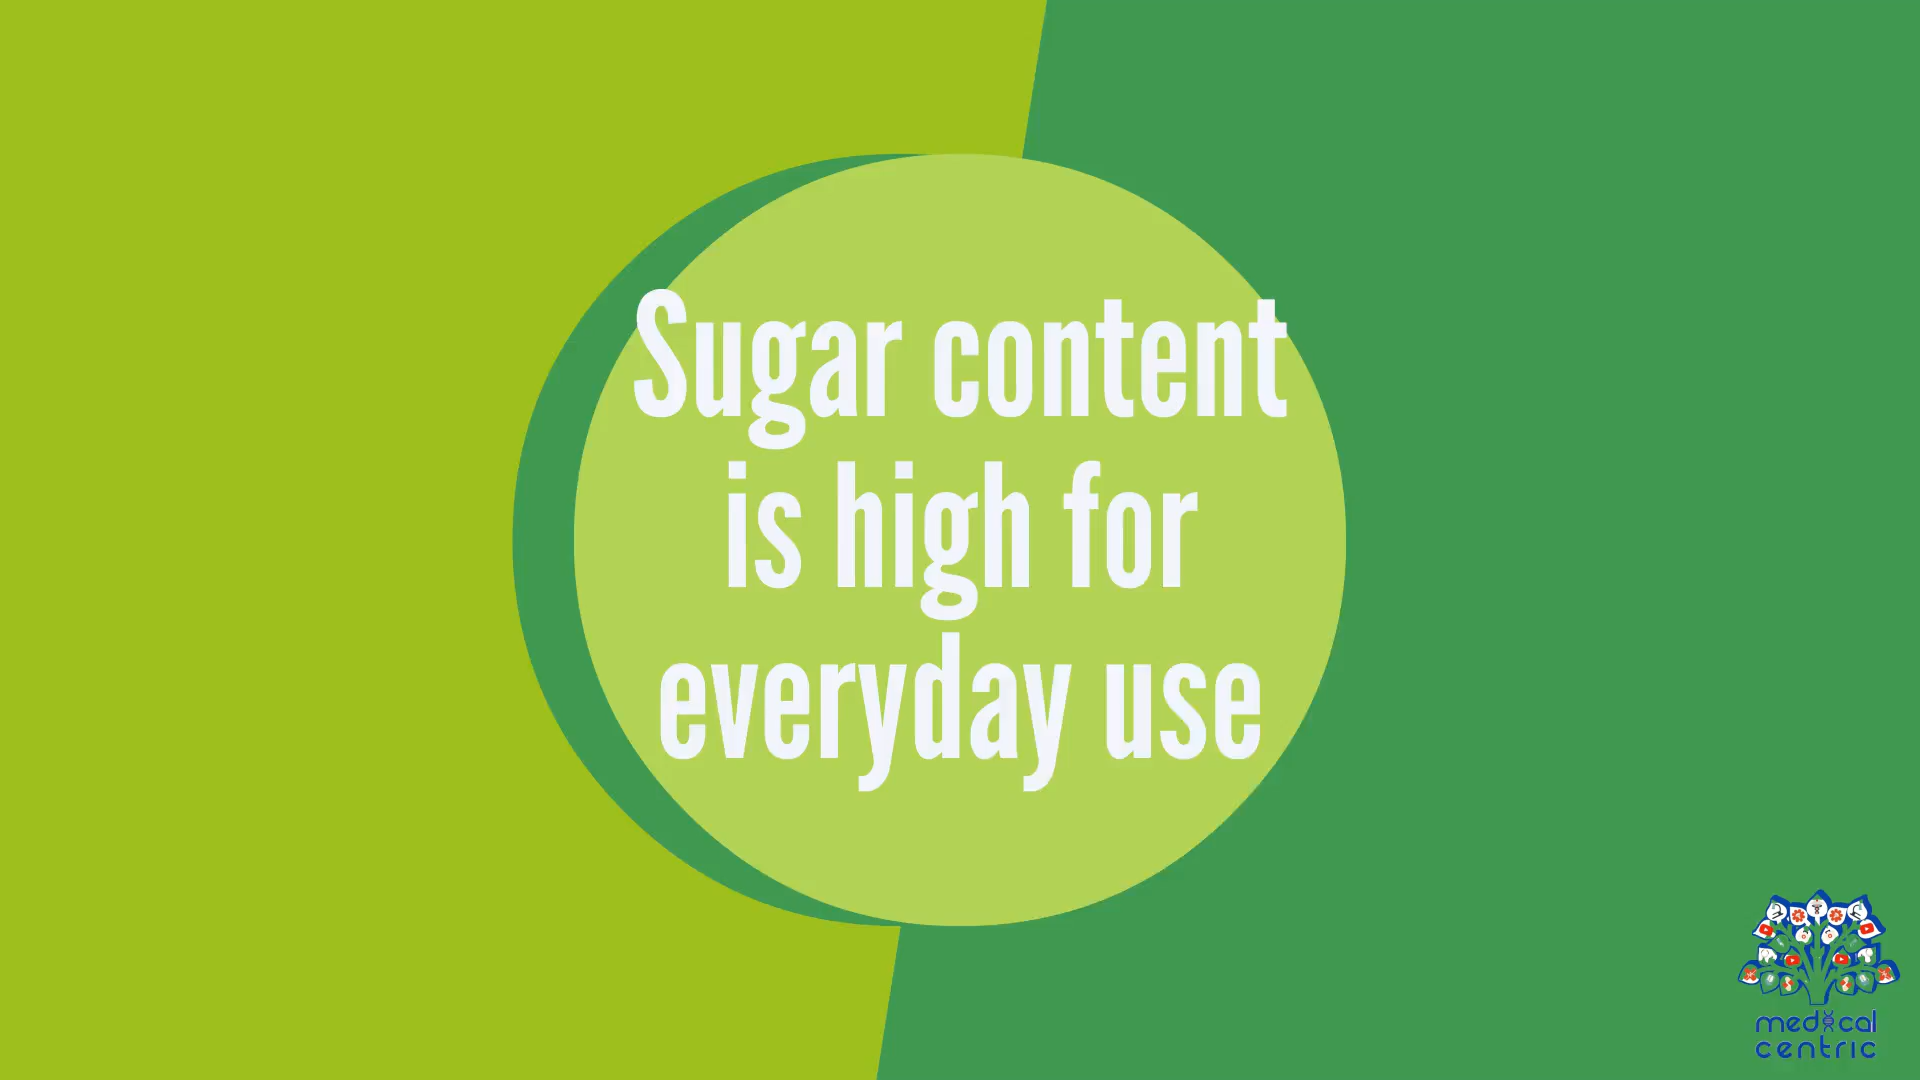 Sugar content
is high for
everyday use
medical
centric